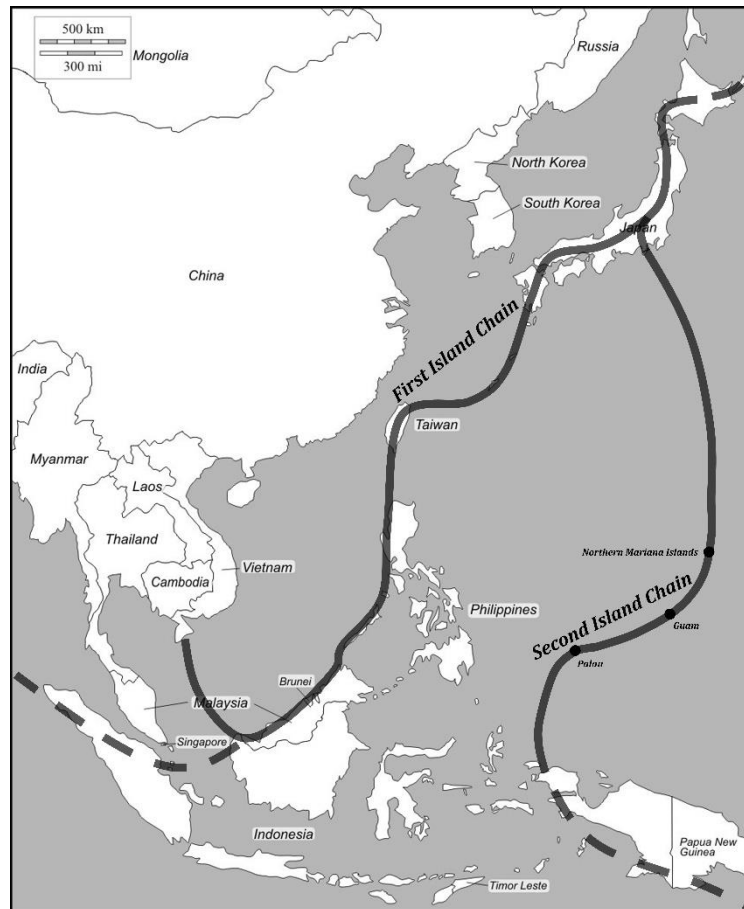 500 km
300 mi
Mongolia
Russia
North Korea
South Korea
Japan
China
First Island Chain
India
Taiwan
Myanmar
Laos
Thailand
Vietnam
Cambodia
Northern Mariana Islands
Philippines
Second Island Chain
Guam
Palau
Brunei
Malaysia
Singapore
Indonesia
Papua New
Guinea
Timor Leste